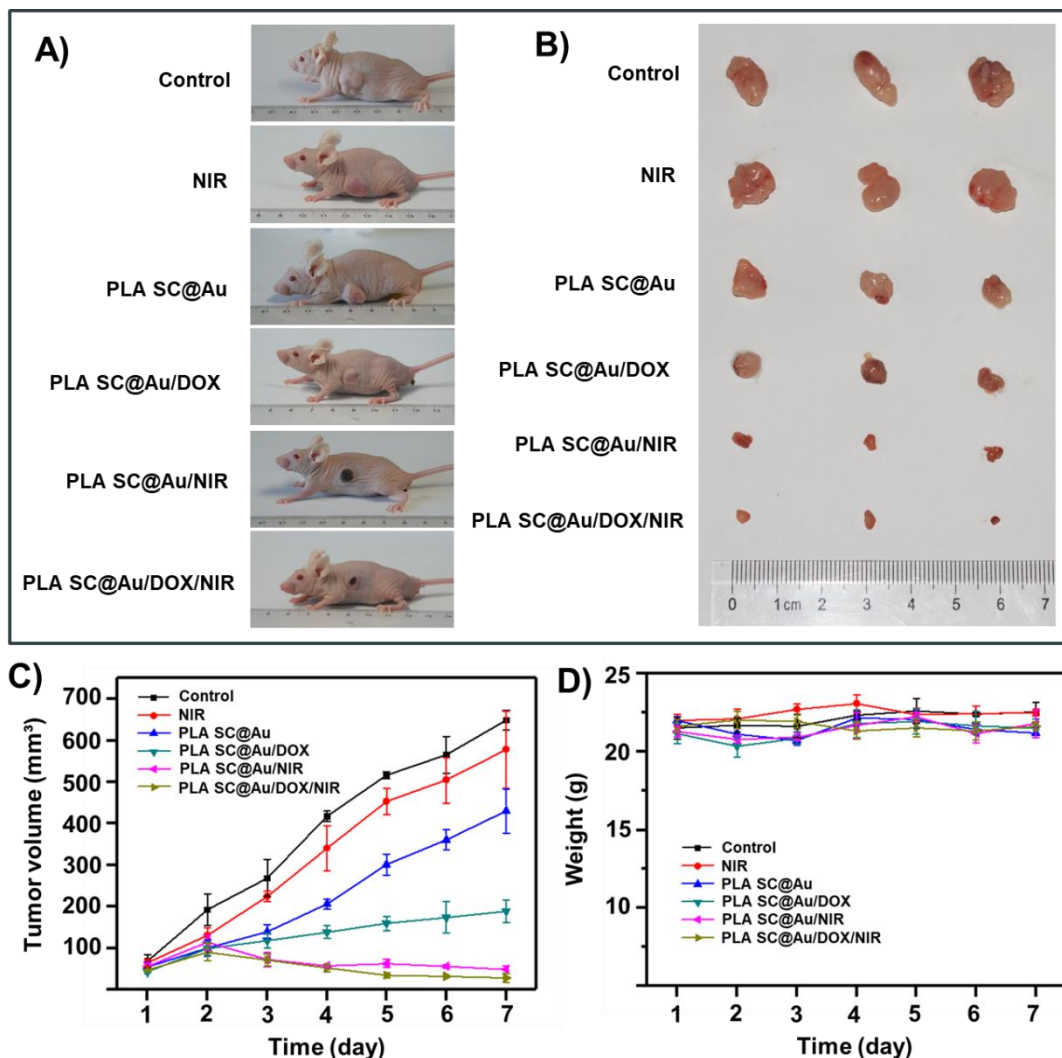 A)
Control
NIR
PLA SC@Au
PLA SC@Au/DOX
PLA SC@Au/NIR
PLA SC@Au/DOX/NIR
B)
Control
NIR
PLA SC@Au
PLA SC@Au/DOX
PLA SC@Au/NIR
PLA SC@Au/DOX/NIR
0 1cm 2 3 4 5 6 7
C)
Tumor volume (mm³)
700
600
500
400
300
200
100
Control
NIR
PLA SC@Au
PLA SC@Au/DOX
PLA SC@Au/NIR
PLA SC@Au/DOX/NIR
1 2 3 4 5 6 7
Time (day)
D)
Weight (g)
25
20
15
10
Control
NIR
PLA SC@Au
PLA SC@Au/DOX
PLA SC@Au/NIR
PLA SC@Au/DOX/NIR
1 2 3 4 5 6 7
Time (day)